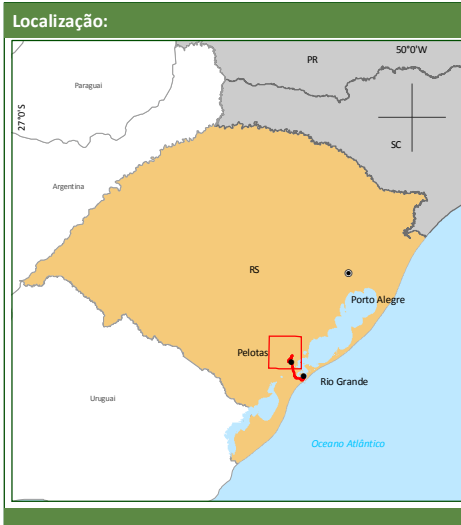 Localização:
50°0'W
PR
Paraguai
27°0'S
SC
Argentina
RS
Porto Alegre
Pelotas
Rio Grande
Uruguai
Oceano Atlântico